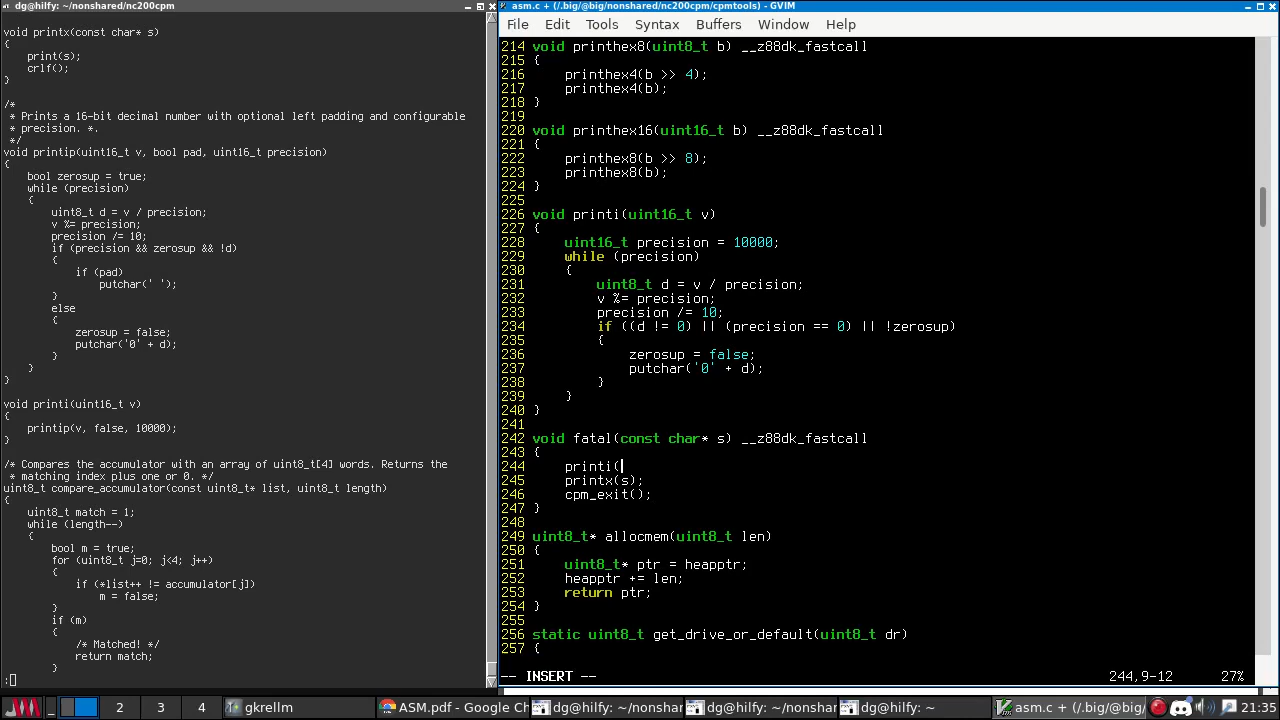 dg@hilfy: ~/nonshared/nc200cpm
void printx(const char* s)
{
    print(s);
    crlf();
}
/*
 * Prints a 16-bit decimal number with optional left padding and configurable
 * precision. *.
 */
void printip(uint16_t v, bool pad, uint16_t precision)
{
    bool zerosup = true;
    while (precision)
    {
        uint8_t d = v / precision;
        v %= precision;
        precision /= 10;
        if (precision && zerosup && !d)
        {
            if (pad)
                putchar(' ');
        }
        else
        {
            zerosup = false;
            putchar('0' + d);
        }
    }
}
void printi(uint16_t v)
{
    printip(v, false, 10000);
}
/* Compares the accumulator with an array of uint8_t[4] words. Returns the
 * matching index plus one or 0. */
uint8_t compare_accumulator(const uint8_t* list, uint8_t length)
{
    uint8_t match = 1;
    while (length--)
    {
        bool m = true;
        for (uint8_t j=0; j<4; j++)
        {
            if (*list++ != accumulator[j])
                m = false;
        }
        if (m)
        {
            /* Matched! */
            return match;
        }
:
asm.c + (/.big/@/big/nonshared/nc200cpm/cpmtools) - GVIM
File Edit Tools Syntax Buffers Window Help
214 void printhex8(uint8_t b) __z88dk_fastcall
215 {
216     printhex4(b >> 4);
217     printhex4(b);
218 }
219
220 void printhex16(uint16_t b) __z88dk_fastcall
221 {
222     printhex8(b >> 8);
223     printhex8(b);
224 }
225
226 void printi(uint16_t v)
227 {
228     uint16_t precision = 10000;
229     while (precision)
230     {
231         uint8_t d = v / precision;
232         v %= precision;
233         precision /= 10;
234         if ((d != 0) || (precision == 0) || !zerosup)
235         {
236             zerosup = false;
237             putchar('0' + d);
238         }
239     }
240 }
241
242 void fatal(const char* s) __z88dk_fastcall
243 {
244     printi(
245     printx(s);
246     cpm_exit();
247 }
248
249 uint8_t* allocmem(uint8_t len)
250 {
251     uint8_t* ptr = heapptr;
252     heapptr += len;
253     return ptr;
254 }
255
256 static uint8_t get_drive_or_default(uint8_t dr)
257 {
-- INSERT -- 244,9-12 27%
2 3 4 gkrellm ASM.pdf - Google Ch dg@hilfy: ~/nonshar dg@hilfy: ~/nonshar dg@hilfy: ~ asm.c + (/.big/@/big/n 21:35